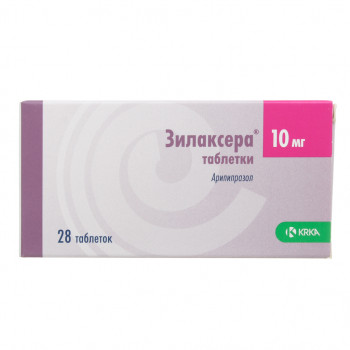 Зилаксера®
10 мг
таблетки
Арипипразол
28 таблеток
KRKA